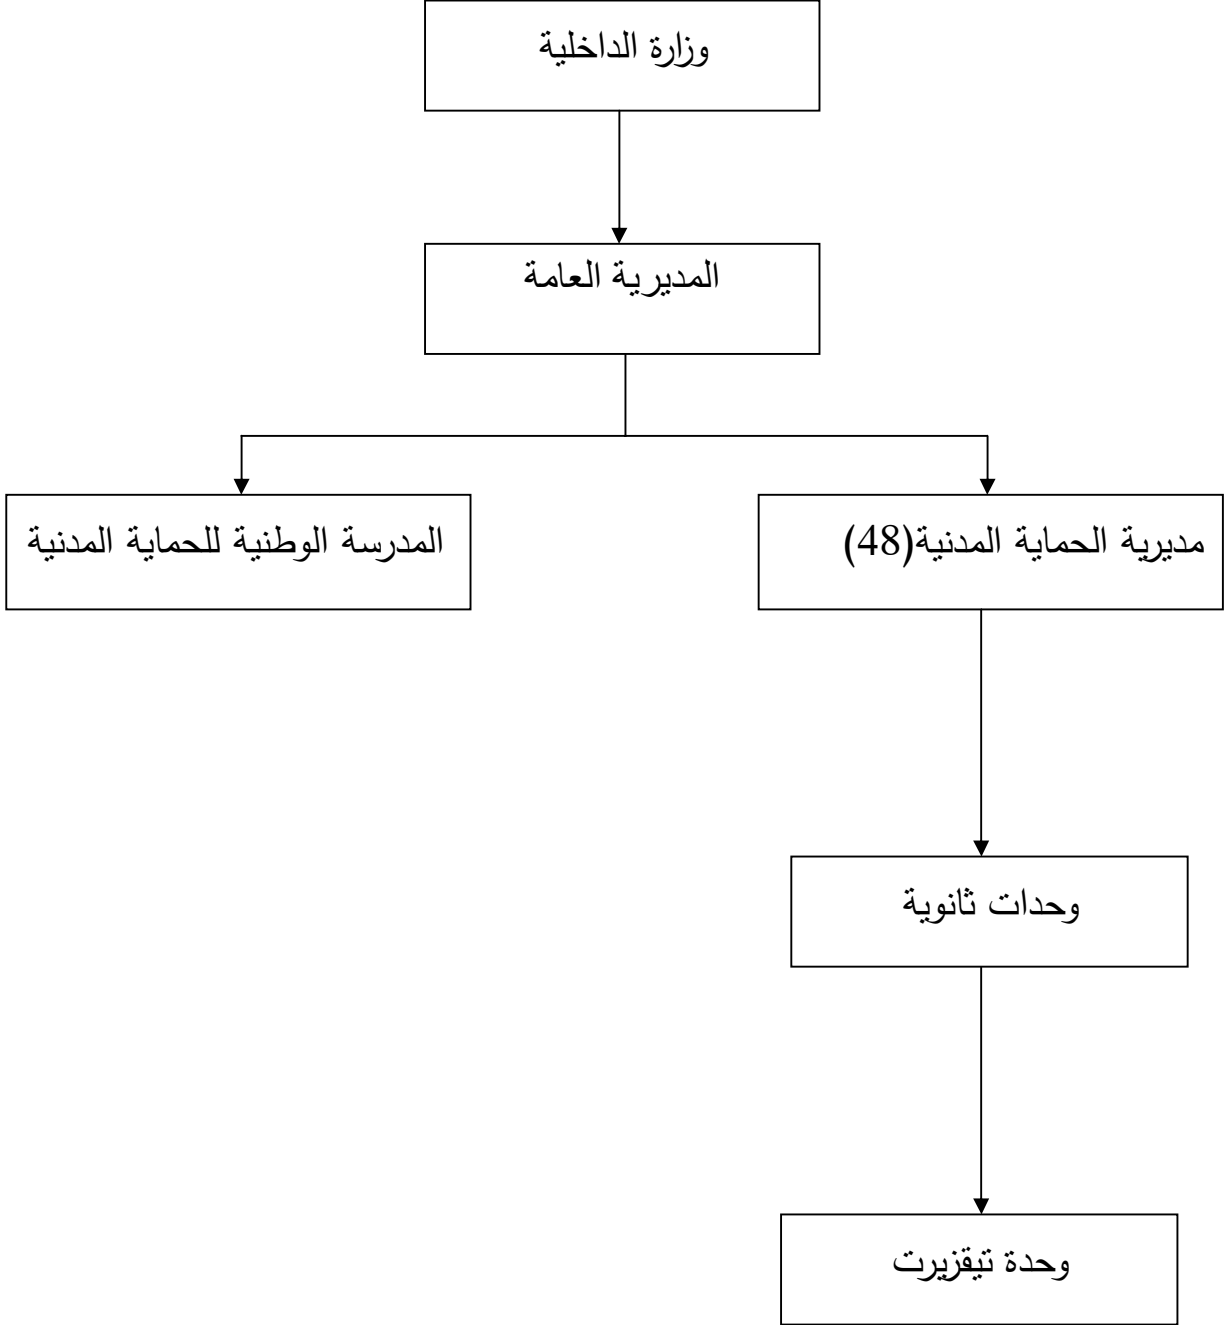 وزارة الداخلية
المديرية العامة
مديرية الحماية المدنية(48)
المدرسة الوطنية للحماية المدنية
وحدات ثانوية
وحدة تيقزيرت